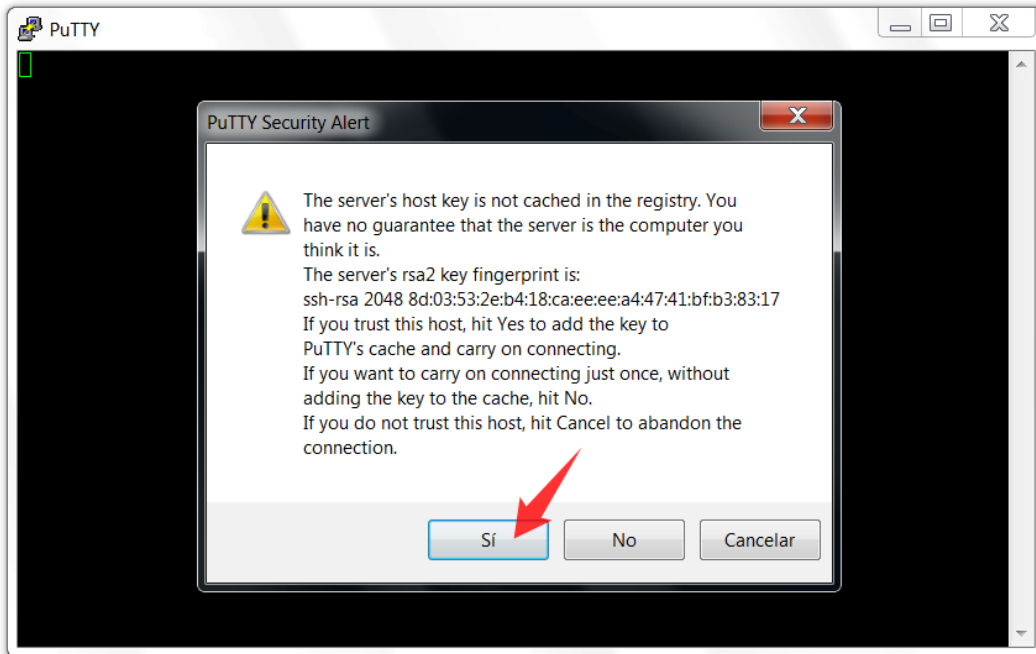 PuTTY
PuTTY Security Alert
The server's host key is not cached in the registry. You
have no guarantee that the server is the computer you
think it is.
The server's rsa2 key fingerprint is:
ssh-rsa 2048 8d:03:53:2e:b4:18:ca:ee:ee:a4:47:41:bf:b3:83:17
If you trust this host, hit Yes to add the key to
PuTTY's cache and carry on connecting.
If you want to carry on connecting just once, without
adding the key to the cache, hit No.
If you do not trust this host, hit Cancel to abandon the
connection.
Sí No Cancelar